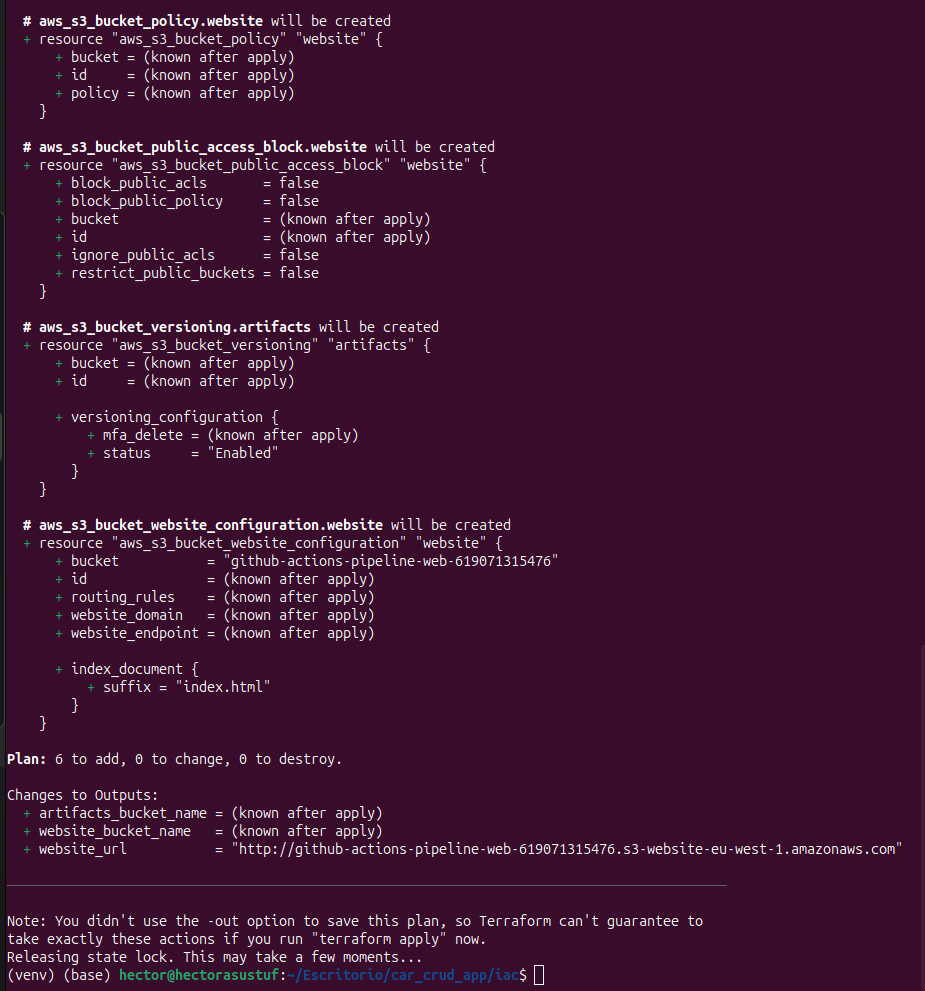 # aws_s3_bucket_policy.website will be created
+ resource "aws_s3_bucket_policy" "website" {
+ bucket = (known after apply)
+ id     = (known after apply)
+ policy = (known after apply)
}
# aws_s3_bucket_public_access_block.website will be created
+ resource "aws_s3_bucket_public_access_block" "website" {
+ block_public_acls       = false
+ block_public_policy     = false
+ bucket                  = (known after apply)
+ id                      = (known after apply)
+ ignore_public_acls      = false
+ restrict_public_buckets = false
}
# aws_s3_bucket_versioning.artifacts will be created
+ resource "aws_s3_bucket_versioning" "artifacts" {
+ bucket = (known after apply)
+ id     = (known after apply)
+ versioning_configuration {
+ mfa_delete = (known after apply)
+ status     = "Enabled"
}
}
# aws_s3_bucket_website_configuration.website will be created
+ resource "aws_s3_bucket_website_configuration" "website" {
+ bucket           = "github-actions-pipeline-web-619071315476"
+ id               = (known after apply)
+ routing_rules    = (known after apply)
+ website_domain   = (known after apply)
+ website_endpoint = (known after apply)
+ index_document {
+ suffix = "index.html"
}
}
Plan: 6 to add, 0 to change, 0 to destroy.
Changes to Outputs:
+ artifacts_bucket_name = (known after apply)
+ website_bucket_name   = (known after apply)
+ website_url           = "http://github-actions-pipeline-web-619071315476.s3-website-eu-west-1.amazonaws.com"
Note: You didn't use the -out option to save this plan, so Terraform can't guarantee to
take exactly these actions if you run "terraform apply" now.
Releasing state lock. This may take a few moments...
(venv) (base) hector@hectorasustuf:~/Escritorio/car_crud_app/iac$